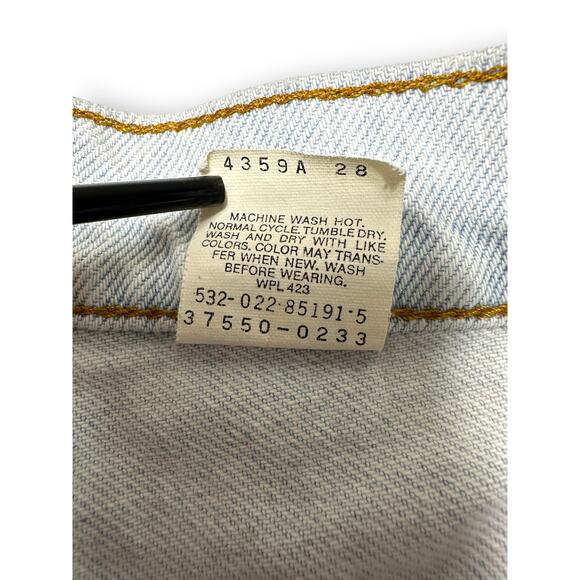 4359A 28
MACHINE WASH HOT.
NORMAL CYCLE. TUMBLE DRY.
WASH AND DRY WITH LIKE
COLORS. COLOR MAY TRANS-
FER WHEN NEW. WASH
BEFORE WEARING.
WPL 423
532-022-85191-5
37550-0233